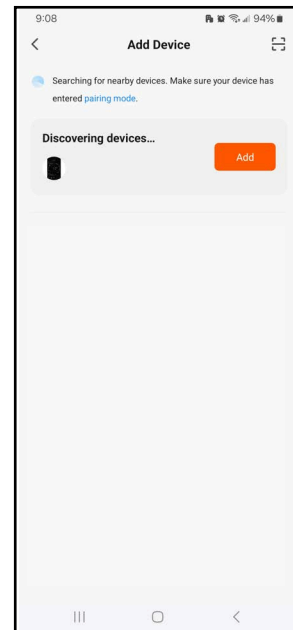 9:08 94%
Add Device
Searching for nearby devices. Make sure your device has
entered pairing mode.
Discovering devices...
Add